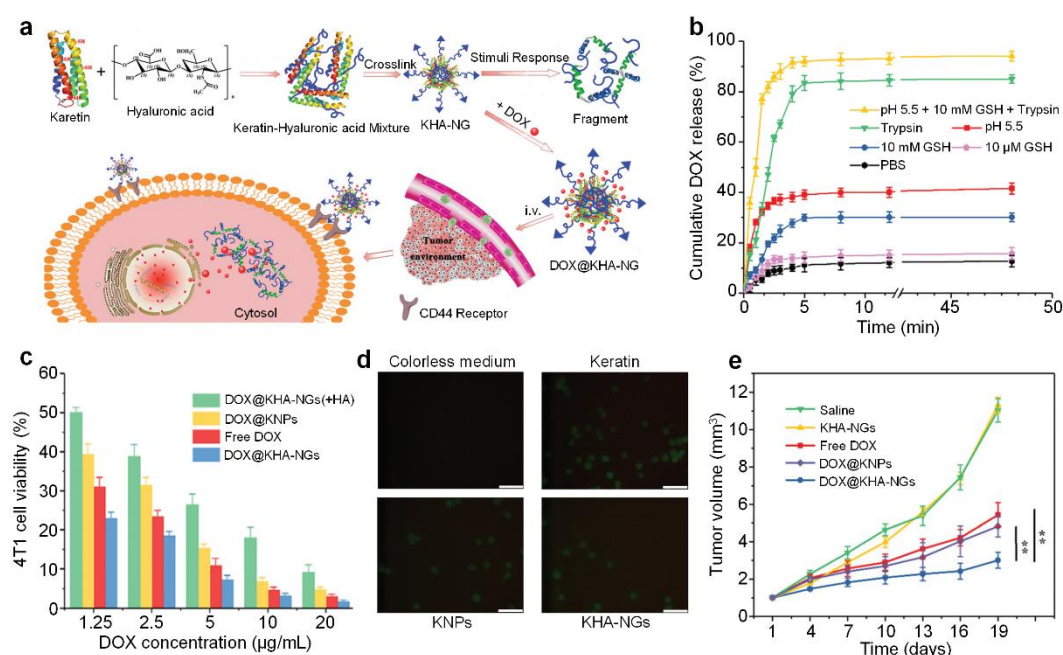 a
Karetin
+
Hyaluronic acid
Keratin-Hyaluronic acid Mixture
Crosslink
KHA-NG
Stimuli Response
Fragment
+ DOX
DOX@KHA-NG
i.v.
Tumor
environment
CD44 Receptor
Cytosol
b
Cumulative DOX release (%)
100
80
60
40
20
0
pH 5.5 + 10 mM GSH + Trypsin
Trypsin
pH 5.5
10 mM GSH
10 µM GSH
PBS
0
5
10
45
50
Time (min)
c
4T1 cell viability (%)
60
50
40
30
20
10
0
DOX@KHA-NGs(+HA)
DOX@KNPs
Free DOX
DOX@KHA-NGs
1.25
2.5
5
10
20
DOX concentration (µg/mL)
d
Colorless medium
Keratin
KNPs
KHA-NGs
e
Tumor volume (mm³)
12
10
8
6
4
2
0
Saline
KHA-NGs
Free DOX
DOX@KNPs
DOX@KHA-NGs
**
**
1
4
7
10
13
16
19
Time (days)